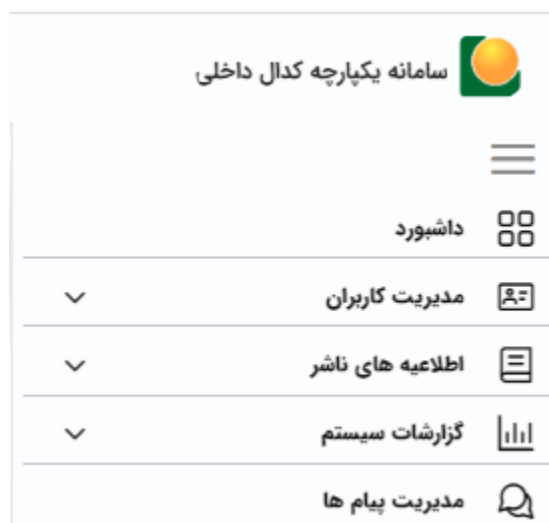 سامانه یکپارچه کدال داخلی
داشبورد
مدیریت کاربران
اطلاعیه های ناشر
گزارشات سیستم
مدیریت پیام ها